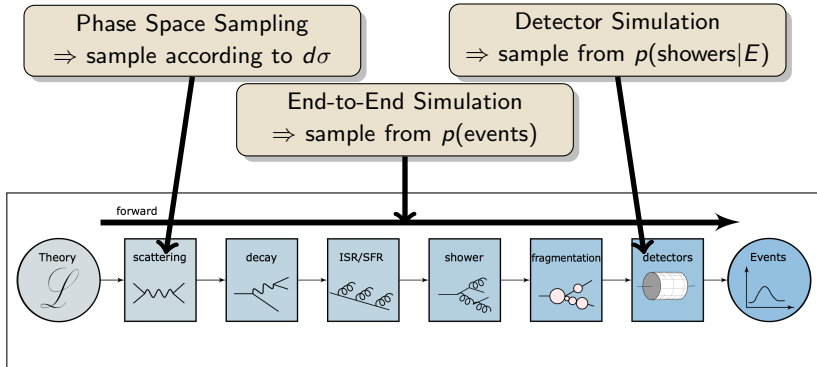 Phase Space Sampling
⇒ sample according to dσ
Detector Simulation
⇒ sample from p(showers|E)
End-to-End Simulation
⇒ sample from p(events)
forward
Theory
ℒ
scattering
decay
ISR/SFR
shower
fragmentation
detectors
Events